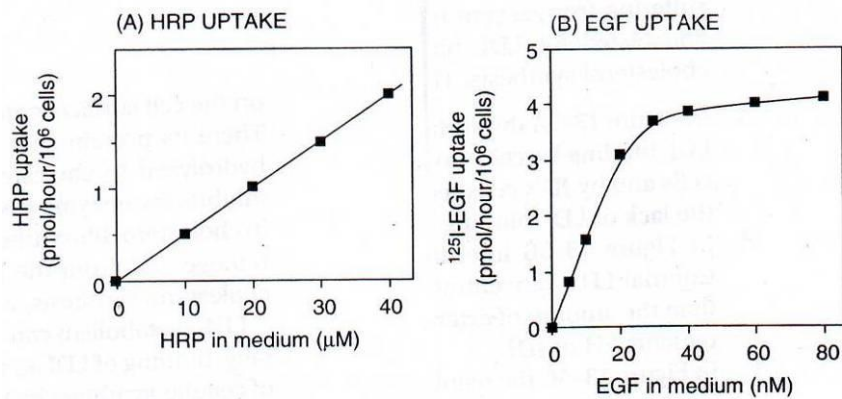 (A) HRP UPTAKE
HRP uptake
(pmol/hour/10⁶ cells)
2
1
0
0 10 20 30 40
HRP in medium (μM)
(B) EGF UPTAKE
¹²⁵I-EGF uptake
(pmol/hour/10⁶ cells)
5
4
3
2
1
0
0 20 40 60 80
EGF in medium (nM)